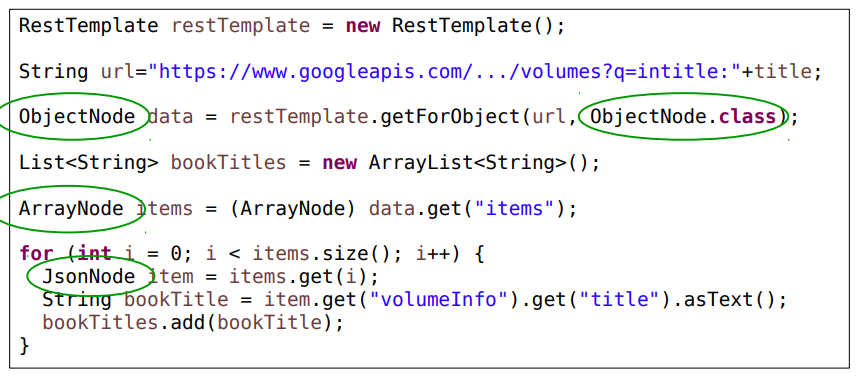 RestTemplate restTemplate = new RestTemplate();
String url="https://www.googleapis.com/.../volumes?q=intitle:"+title;
ObjectNode data = restTemplate.getForObject(url, ObjectNode.class);
List<String> bookTitles = new ArrayList<String>();
ArrayNode items = (ArrayNode) data.get("items");
for (int i = 0; i < items.size(); i++) {
  JsonNode item = items.get(i);
  String bookTitle = item.get("volumeInfo").get("title").asText();
  bookTitles.add(bookTitle);
}